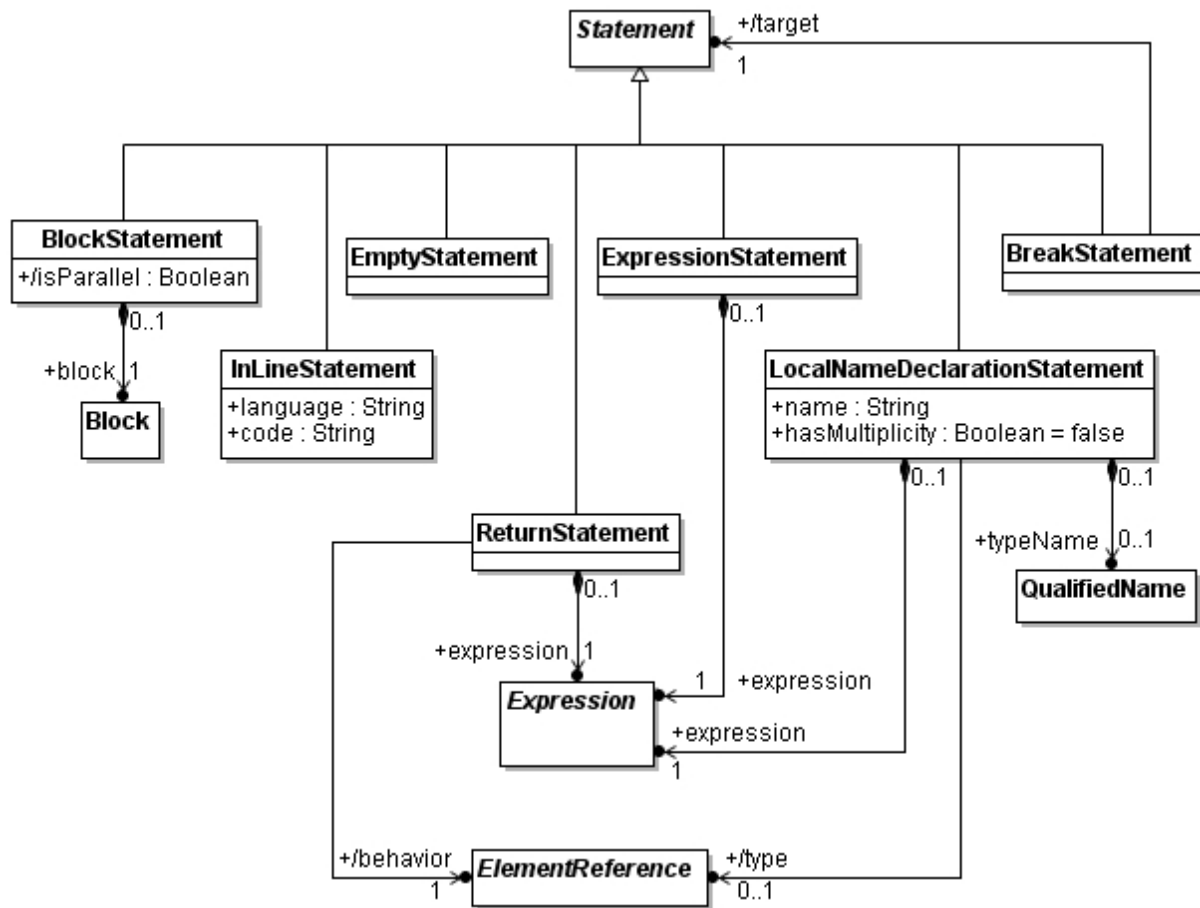 Statement
+/target
1
BlockStatement
+/isParallel : Boolean
0..1
+block
1
Block
InLineStatement
+language : String
+code : String
EmptyStatement
ExpressionStatement
0..1
BreakStatement
LocalNameDeclarationStatement
+name : String
+hasMultiplicity : Boolean = false
0..1
0..1
+typeName
0..1
QualifiedName
ReturnStatement
0..1
+expression
1
1
+expression
Expression
+expression
1
+/behavior
1
ElementReference
+/type
0..1